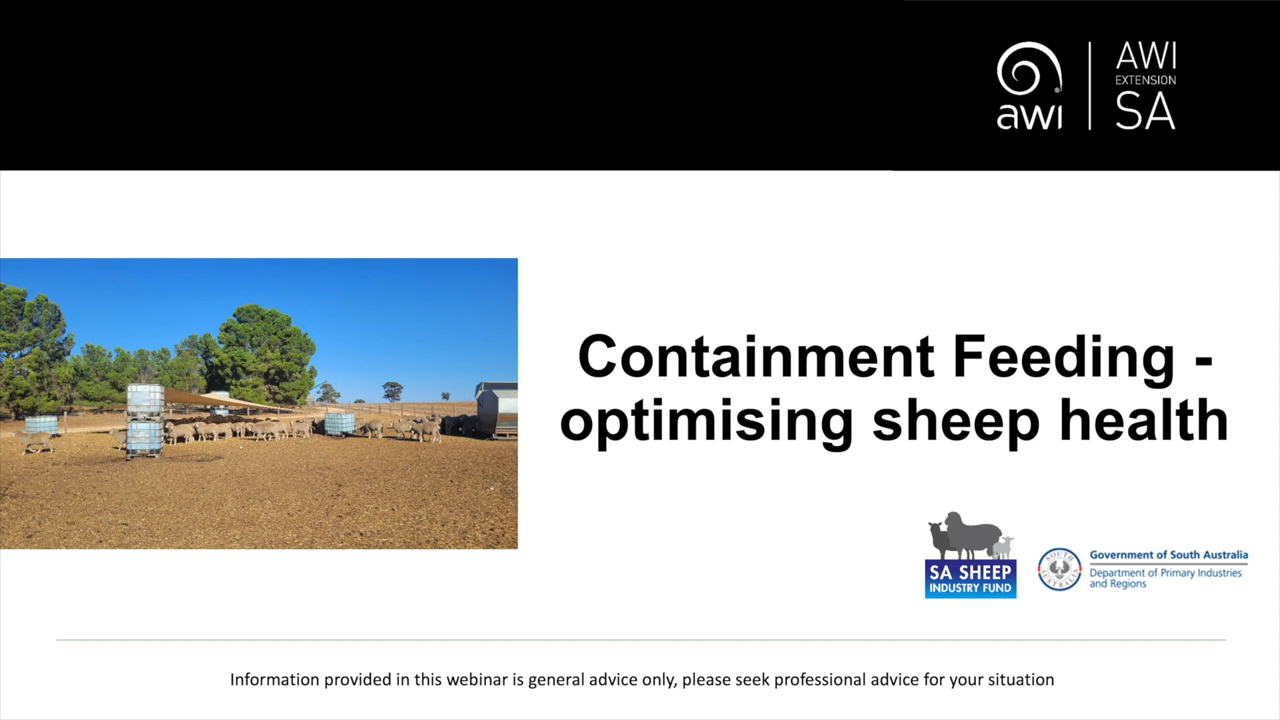 awi
AWI
EXTENSION
SA
Containment Feeding -
optimising sheep health
SA SHEEP
INDUSTRY FUND
SOUTH AUSTRALIA
Government of South Australia
Department of Primary Industries
and Regions
Information provided in this webinar is general advice only, please seek professional advice for your situation